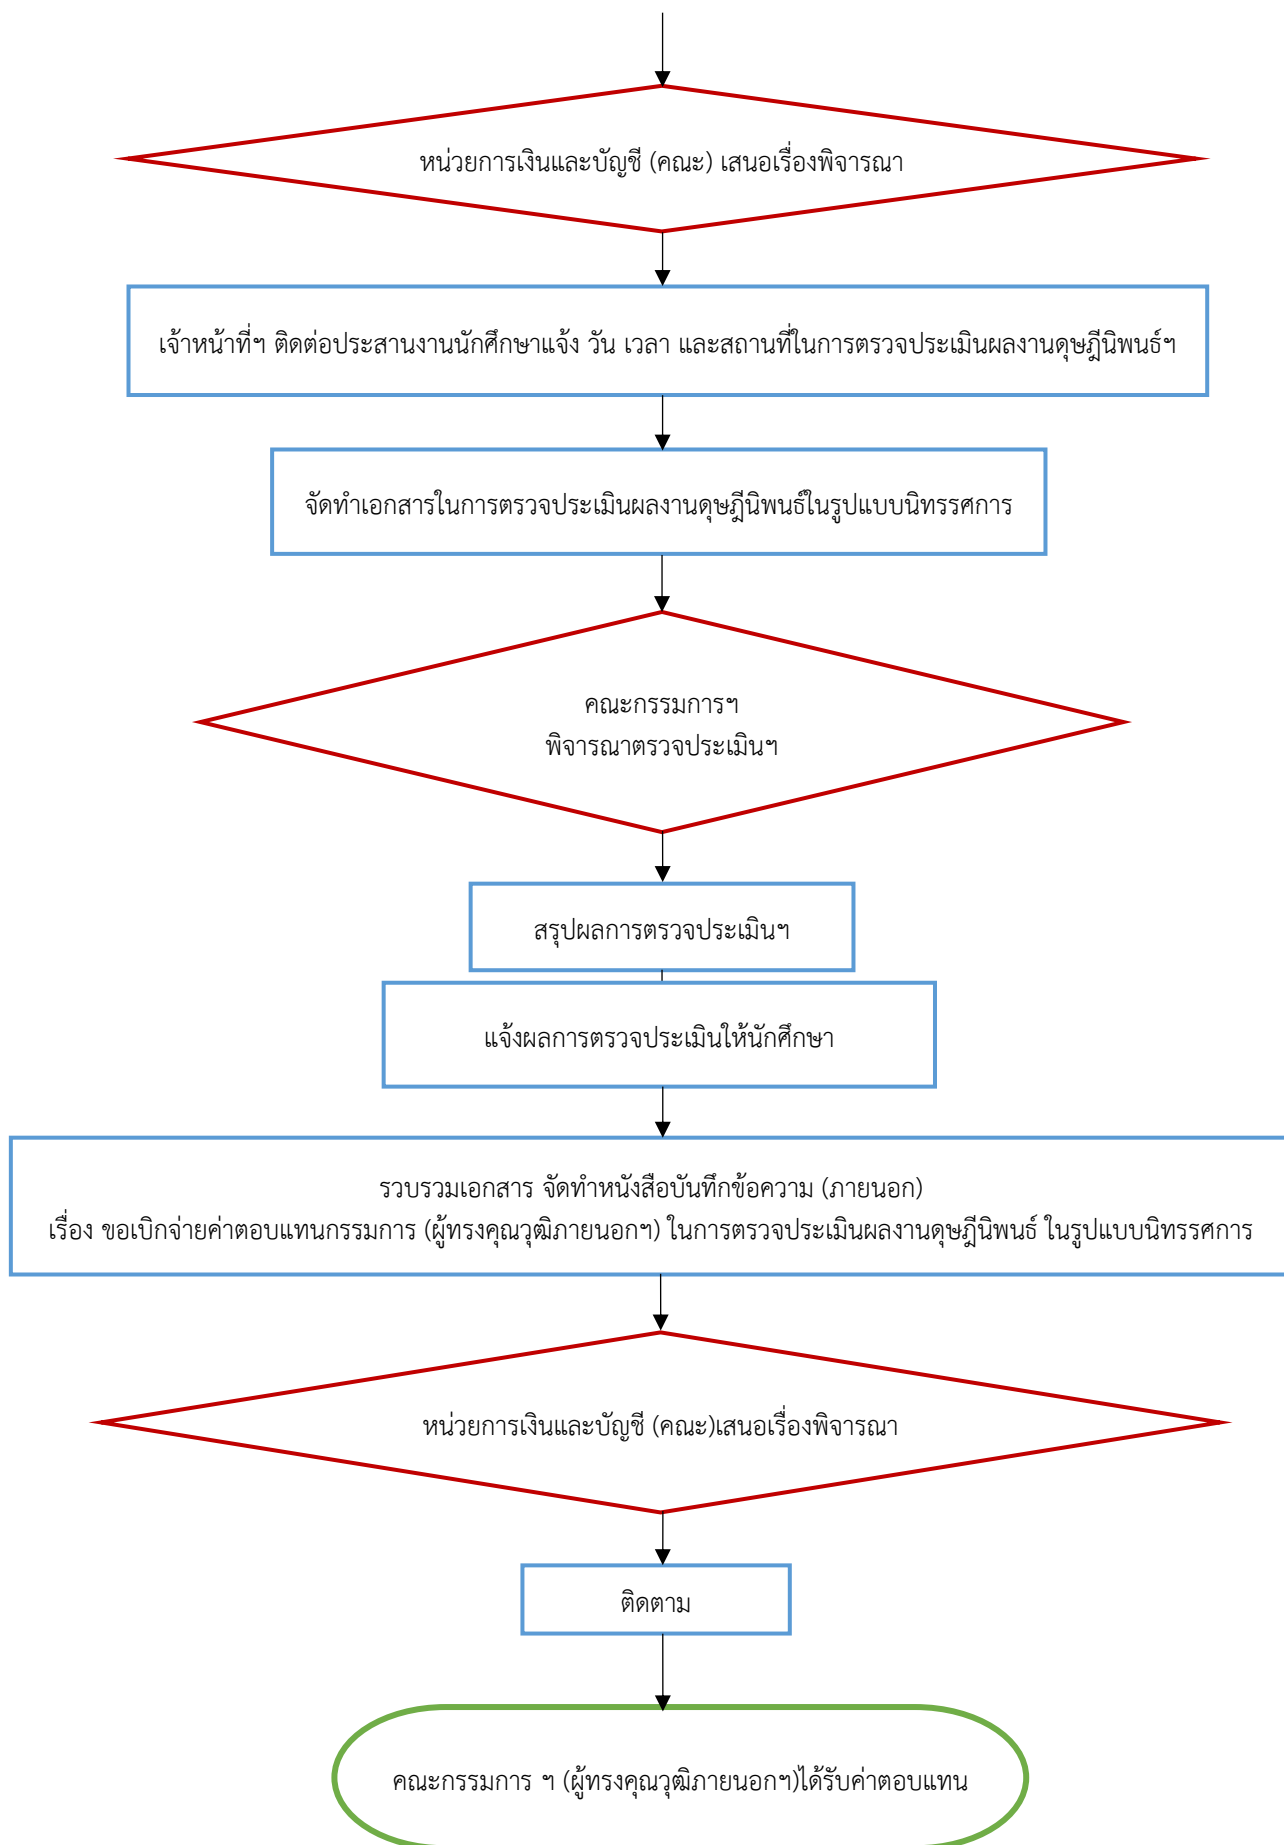 หน่วยการเงินและบัญชี (คณะ) เสนอเรื่องพิจารณา
เจ้าหน้าที่ฯ ติดต่อประสานงานนักศึกษาแจ้ง วัน เวลา และสถานที่ในการตรวจประเมินผลงานดุษฎีนิพนธ์ฯ
จัดทำเอกสารในการตรวจประเมินผลงานดุษฎีนิพนธ์ในรูปแบบนิทรรศการ
คณะกรรมการฯ
พิจารณาตรวจประเมินฯ
สรุปผลการตรวจประเมินฯ
แจ้งผลการตรวจประเมินให้นักศึกษา
รวบรวมเอกสาร จัดทำหนังสือบันทึกข้อความ (ภายนอก)
เรื่อง ขอเบิกจ่ายค่าตอบแทนกรรมการ (ผู้ทรงคุณวุฒิภายนอกฯ) ในการตรวจประเมินผลงานดุษฎีนิพนธ์ ในรูปแบบนิทรรศการ
หน่วยการเงินและบัญชี (คณะ)เสนอเรื่องพิจารณา
ติดตาม
คณะกรรมการ ฯ (ผู้ทรงคุณวุฒิภายนอกฯ)ได้รับค่าตอบแทน